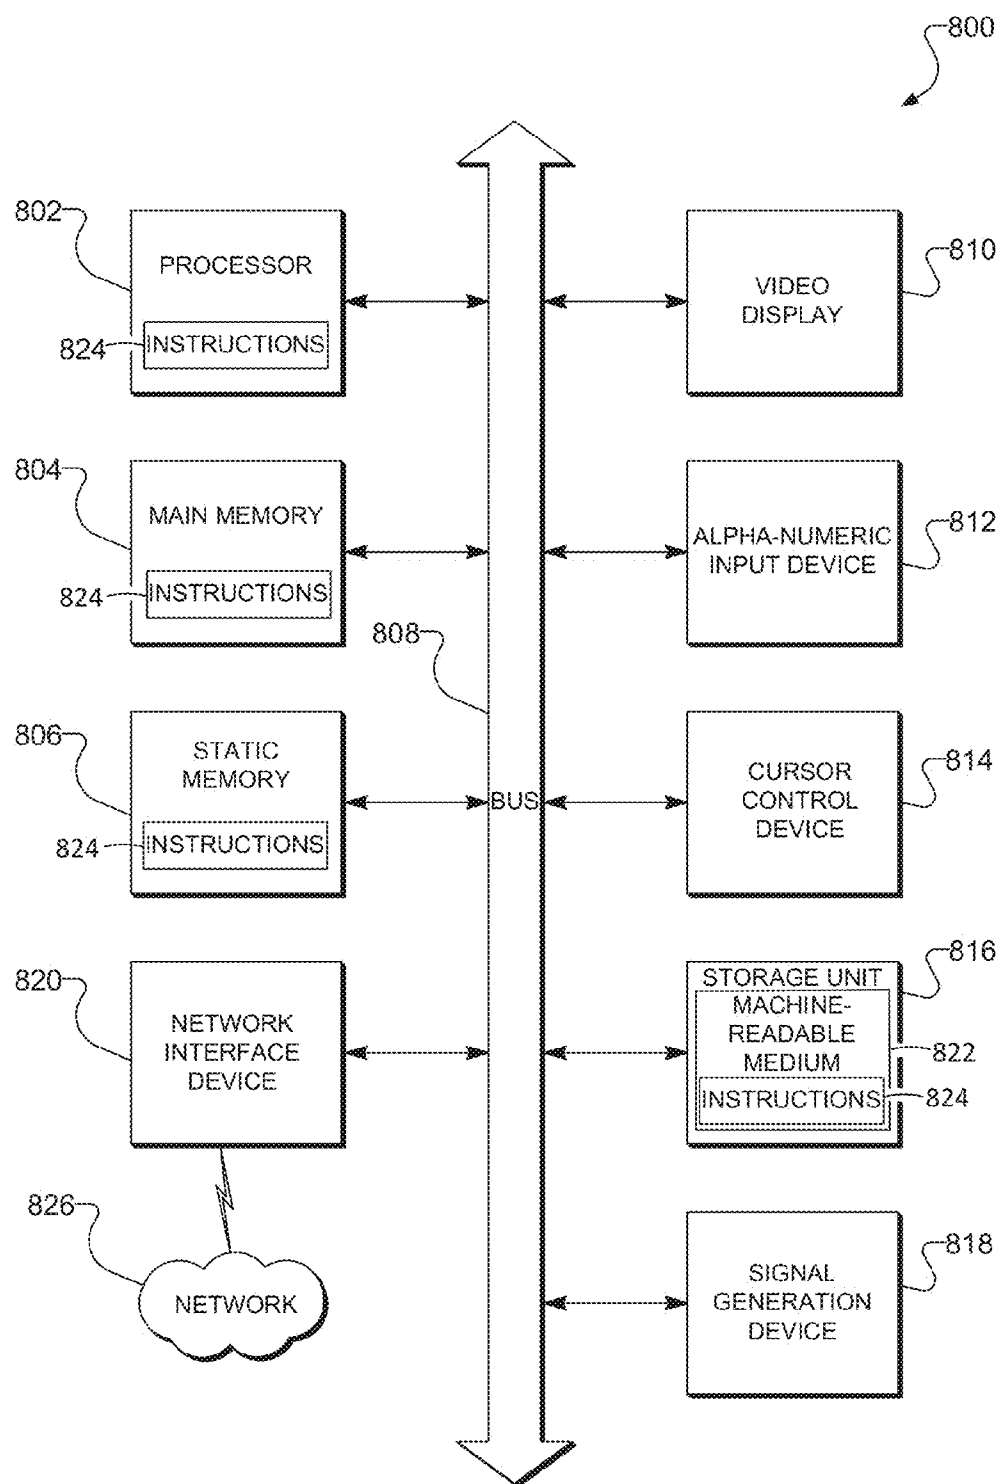 800
802
PROCESSOR
824
INSTRUCTIONS
810
VIDEO
DISPLAY
804
MAIN MEMORY
824
INSTRUCTIONS
812
ALPHA-NUMERIC
INPUT DEVICE
808
BUS
806
STATIC
MEMORY
824
INSTRUCTIONS
814
CURSOR
CONTROL
DEVICE
820
NETWORK
INTERFACE
DEVICE
816
STORAGE UNIT
MACHINE-
READABLE
MEDIUM
822
INSTRUCTIONS
824
826
NETWORK
818
SIGNAL
GENERATION
DEVICE